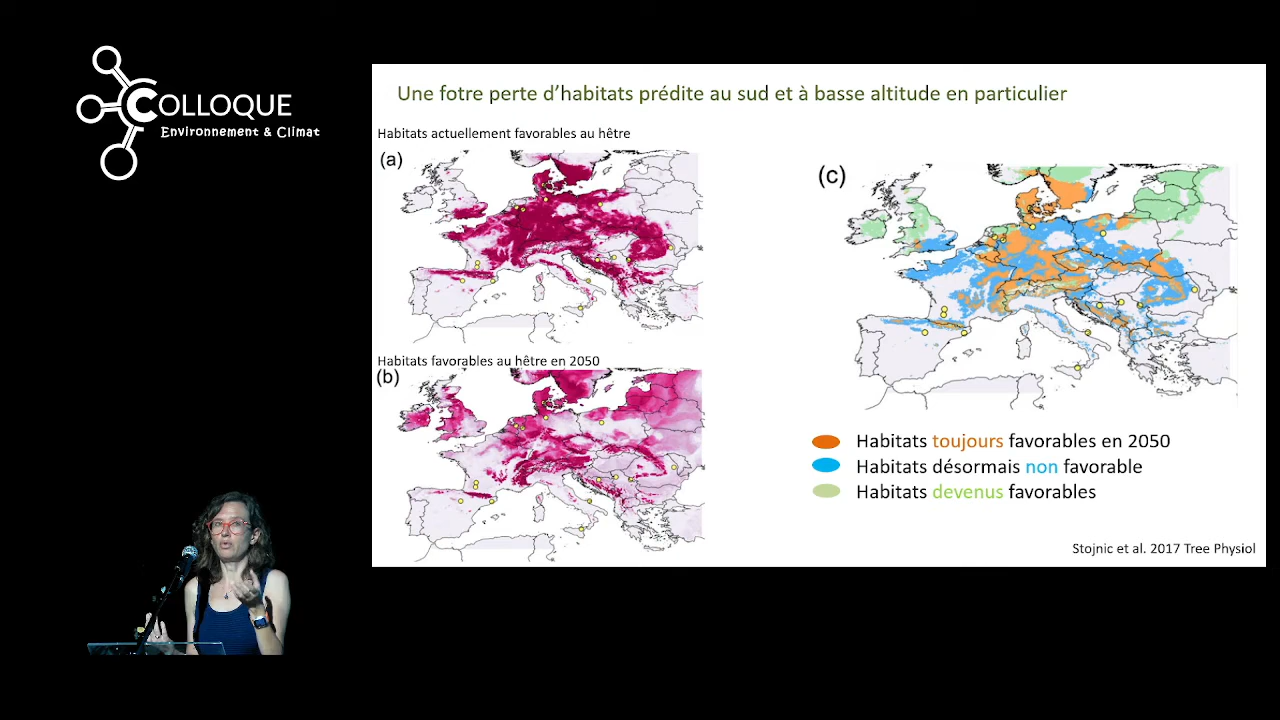 COLLOQUE
Environnement & Climat
Une fotre perte d'habitats prédite au sud et à basse altitude en particulier
Habitats actuellement favorables au hêtre
(a)
(c)
Habitats favorables au hêtre en 2050
(b)
Habitats toujours favorables en 2050
Habitats désormais non favorable
Habitats devenus favorables
Stojnic et al. 2017 Tree Physiol